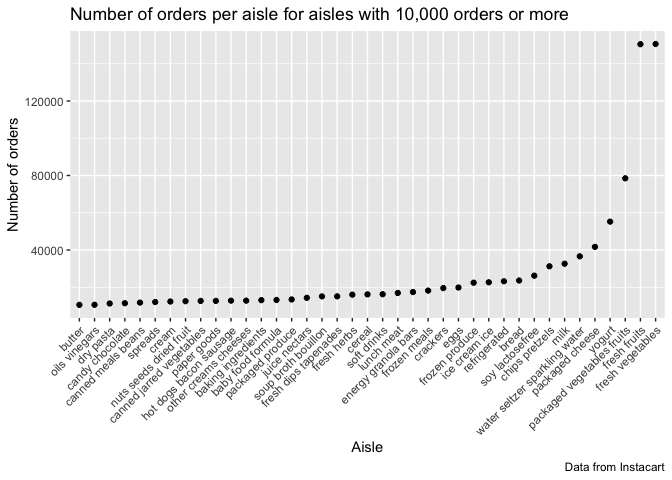 Number of orders per aisle for aisles with 10,000 orders or more
Number of orders
120000
80000
40000
butter
oils vinegars
dry pasta
candy chocolate
canned meals beans
spreads
cream
nuts seeds dried fruit
canned jarred vegetables
paper goods
hot dogs bacon sausage
other creams cheeses
baking ingredients
baby food formula
packaged produce
juice nectars
soup broth bouillon
fresh dips tapenades
fresh herbs
cereal
soft drinks
lunch meat
energy granola bars
frozen meals
crackers
eggs
frozen produce
ice cream ice
refrigerated
bread
soy lactosefree
chips pretzels
milk
water seltzer sparkling water
packaged cheese
yogurt
packaged vegetables fruits
fresh fruits
fresh vegetables
Aisle
Data from Instacart